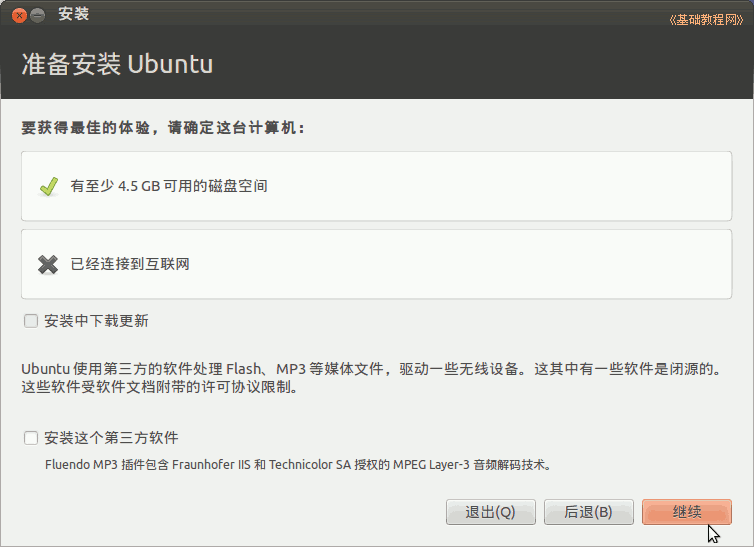 安装
《基础教程网》
准备安装 Ubuntu
要获得最佳的体验，请确定这台计算机：
有至少 4.5 GB 可用的磁盘空间
已经连接到互联网
安装中下载更新
Ubuntu 使用第三方的软件处理 Flash、MP3 等媒体文件，驱动一些无线设备。这其中有一些软件是闭源的。
这些软件受软件文档附带的许可协议限制。
安装这个第三方软件
Fluendo MP3 插件包含 Fraunhofer IIS 和 Technicolor SA 授权的 MPEG Layer-3 音频解码技术。
退出(Q) 后退(B) 继续